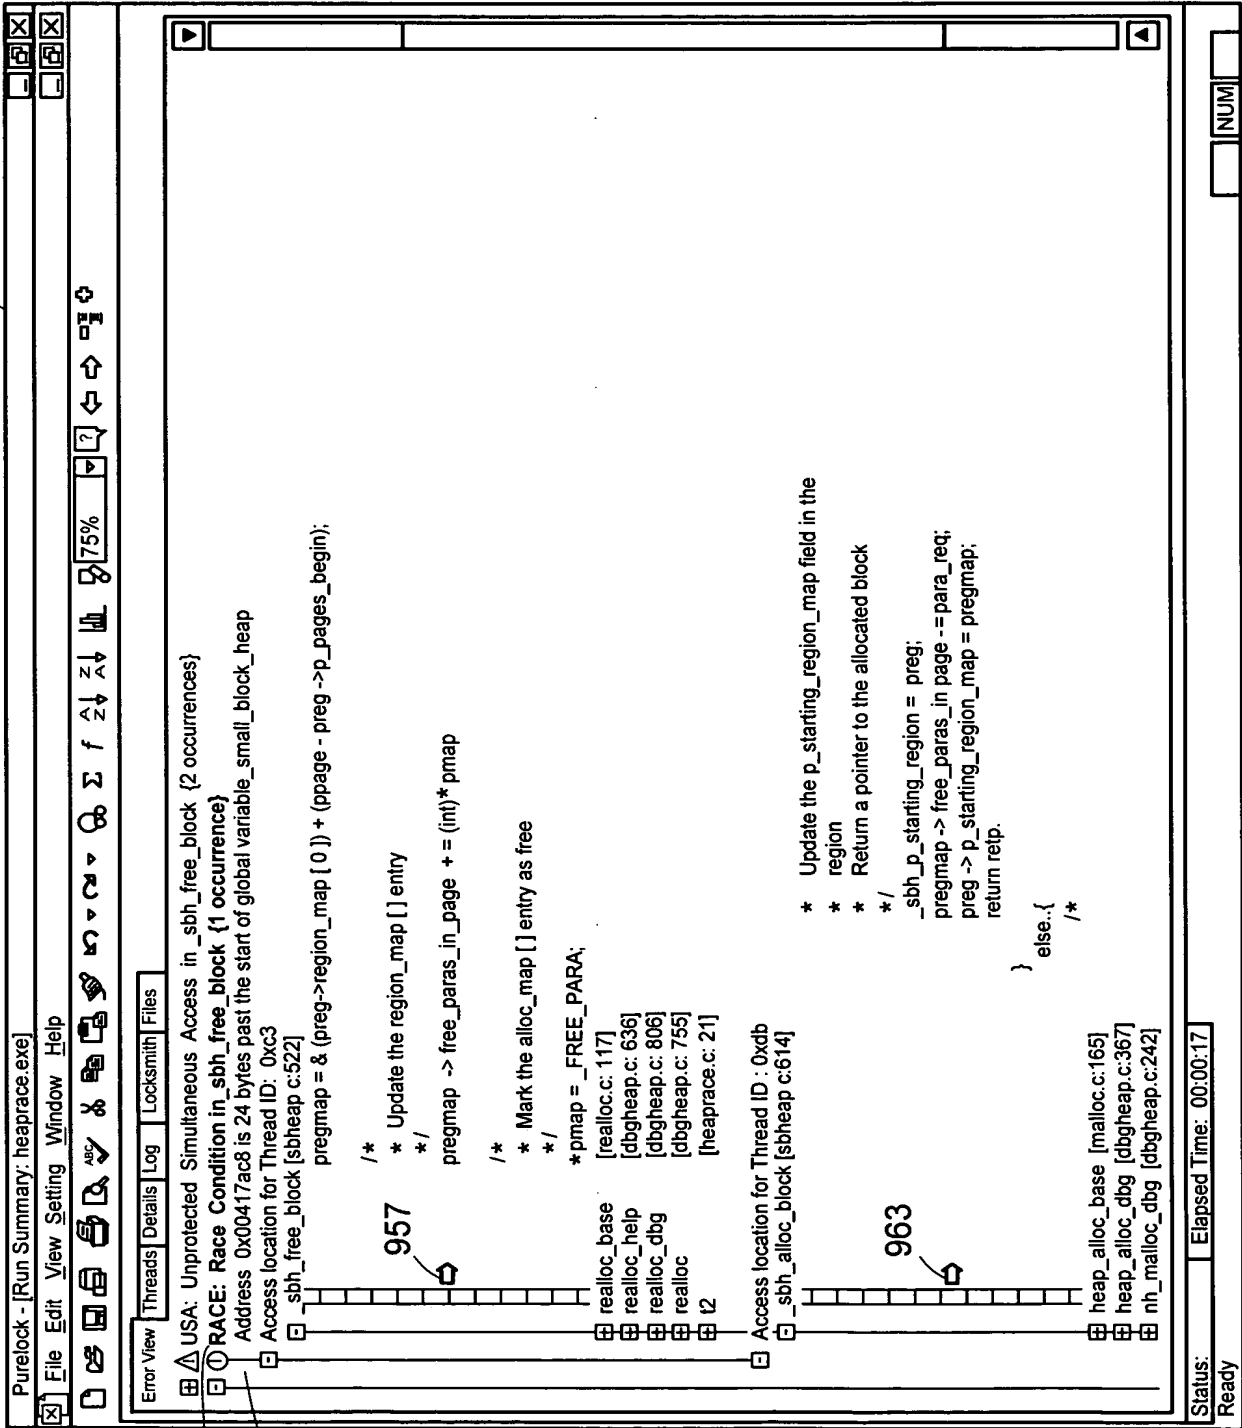 Purelock - [Run Summary: heaprace.exe]
File Edit View Setting Window Help
ABC
Σ f A Z Z A 75% ?
Error View Threads Details Log Locksmith Files
USA: Unprotected Simultaneous Access in _sbh_free_block {2 occurrences}
RACE: Race Condition in_sbh_free_block {1 occurrence}
Address 0x00417ac8 is 24 bytes past the start of global variable_small_block_heap
Access location for Thread ID: 0xc3
_sbh_free_block [sbheap c:522]
pregmap = & (preg->region_map [ 0 ]) + (ppage - preg ->p_pages_begin);
/*
* Update the region_map [ ] entry
*/
957
pregmap -> free_paras_in_page + = (int)*pmap
/*
* Mark the alloc_map [ ] entry as free
*/
*pmap = _FREE_PARA;
realloc_base [realloc.c: 117]
realloc_help [dbgheap.c: 636]
realloc_dbg [dbgheap.c: 806]
realloc [dbgheap.c: 755]
t2 [heaprace.c: 21]
Access location for Thread ID : 0xdb
_sbh_alloc_block [sbheap c:614]
* Update the p_starting_region_map field in the
* region
* Return a pointer to the allocated block
*/
_sbh_p_starting_region = preg;
963
pregmap -> free_paras_in page -=para_req;
preg -> p_starting_region_map = pregmap;
return retp.
}
else..{
/*
heap_alloc_base [malloc.c:165]
heap_alloc_dbg [dbgheap.c:367]
nh_malloc_dbg [dbgheap.c:242]
Status: Elapsed Time: 00:00:17
Ready NUM